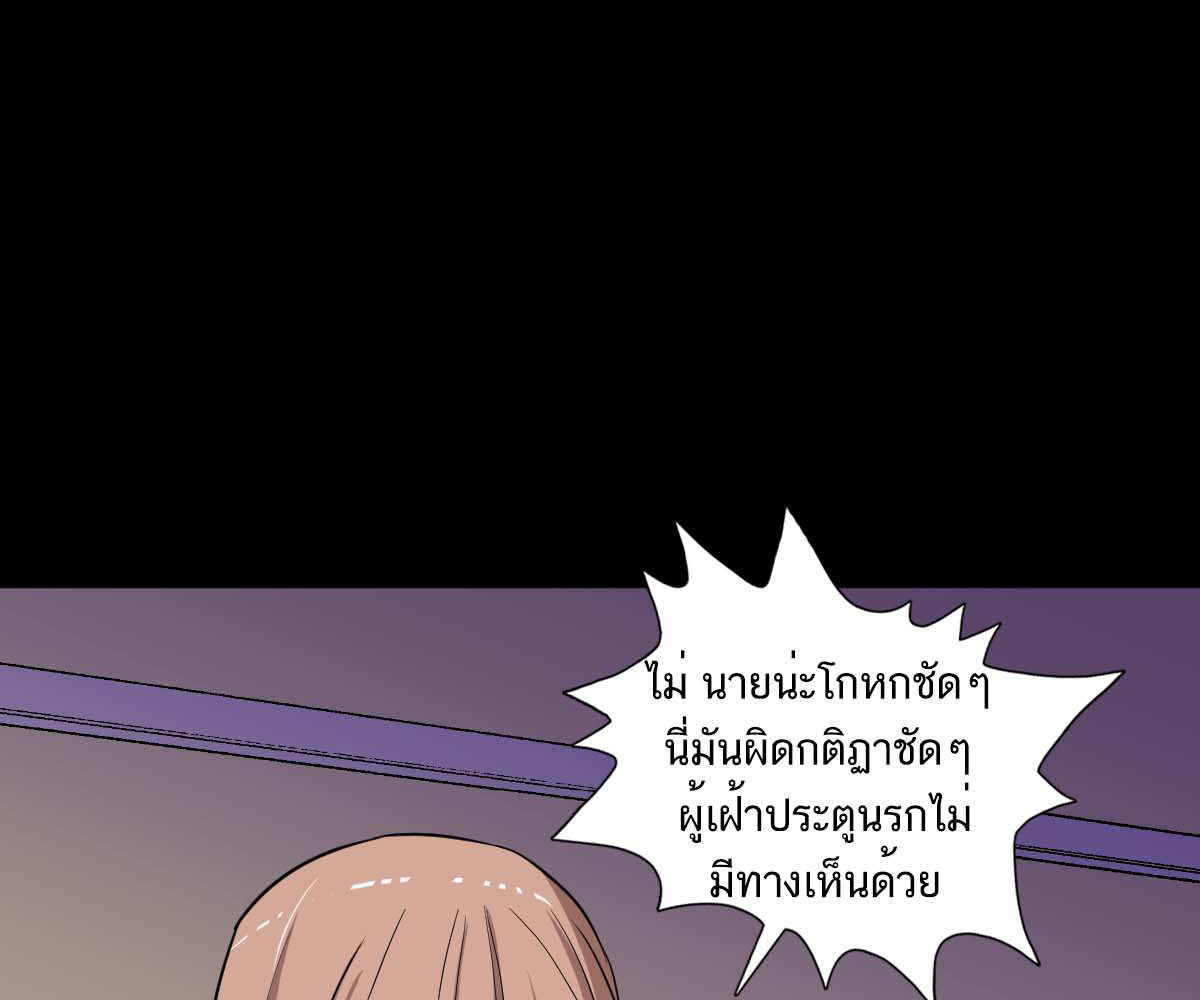 ไม่ นายน่ะโกหกชัดๆ
นี่มันผิดกติฏาชัดๆ
ผู้เฝ้าประตูนรกไม่
มีทางเห็นด้วย